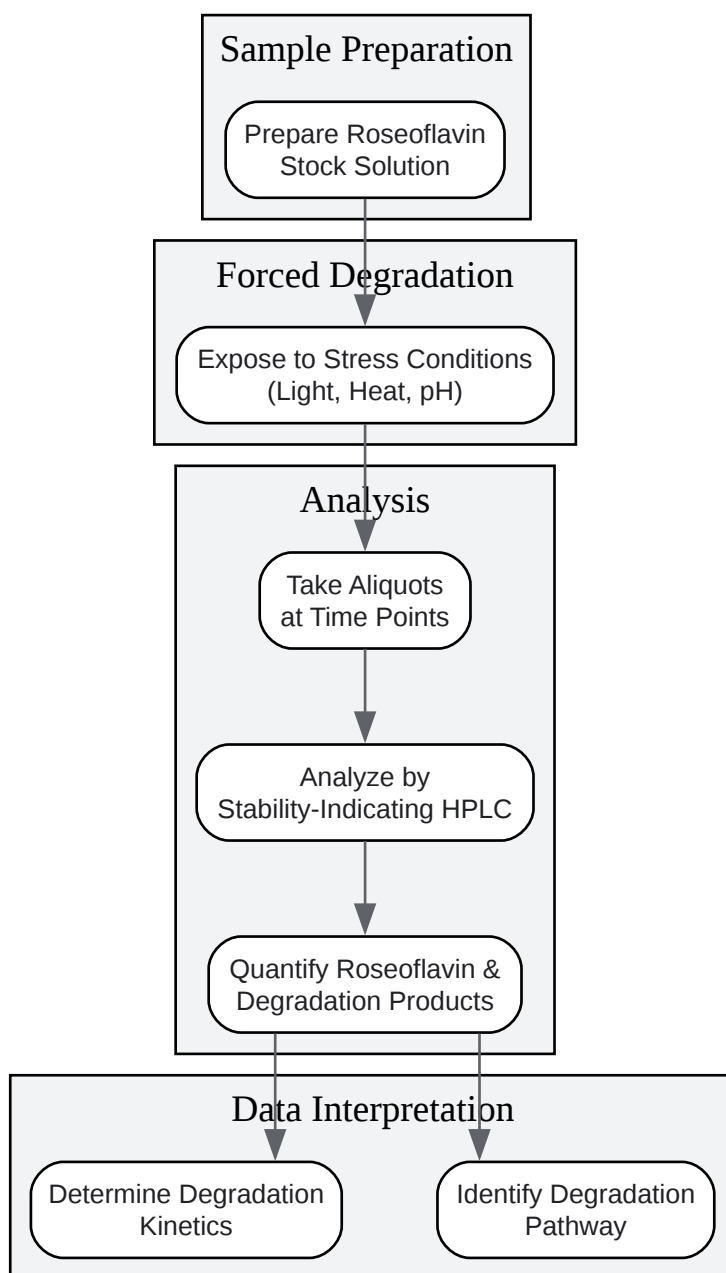 Sample Preparation
Prepare Roseoflavin
Stock Solution
Forced Degradation
Expose to Stress Conditions
(Light, Heat, pH)
Analysis
Take Aliquots
at Time Points
Analyze by
Stability-Indicating HPLC
Quantify Roseoflavin &
Degradation Products
Data Interpretation
Determine Degradation
Kinetics
Identify Degradation
Pathway